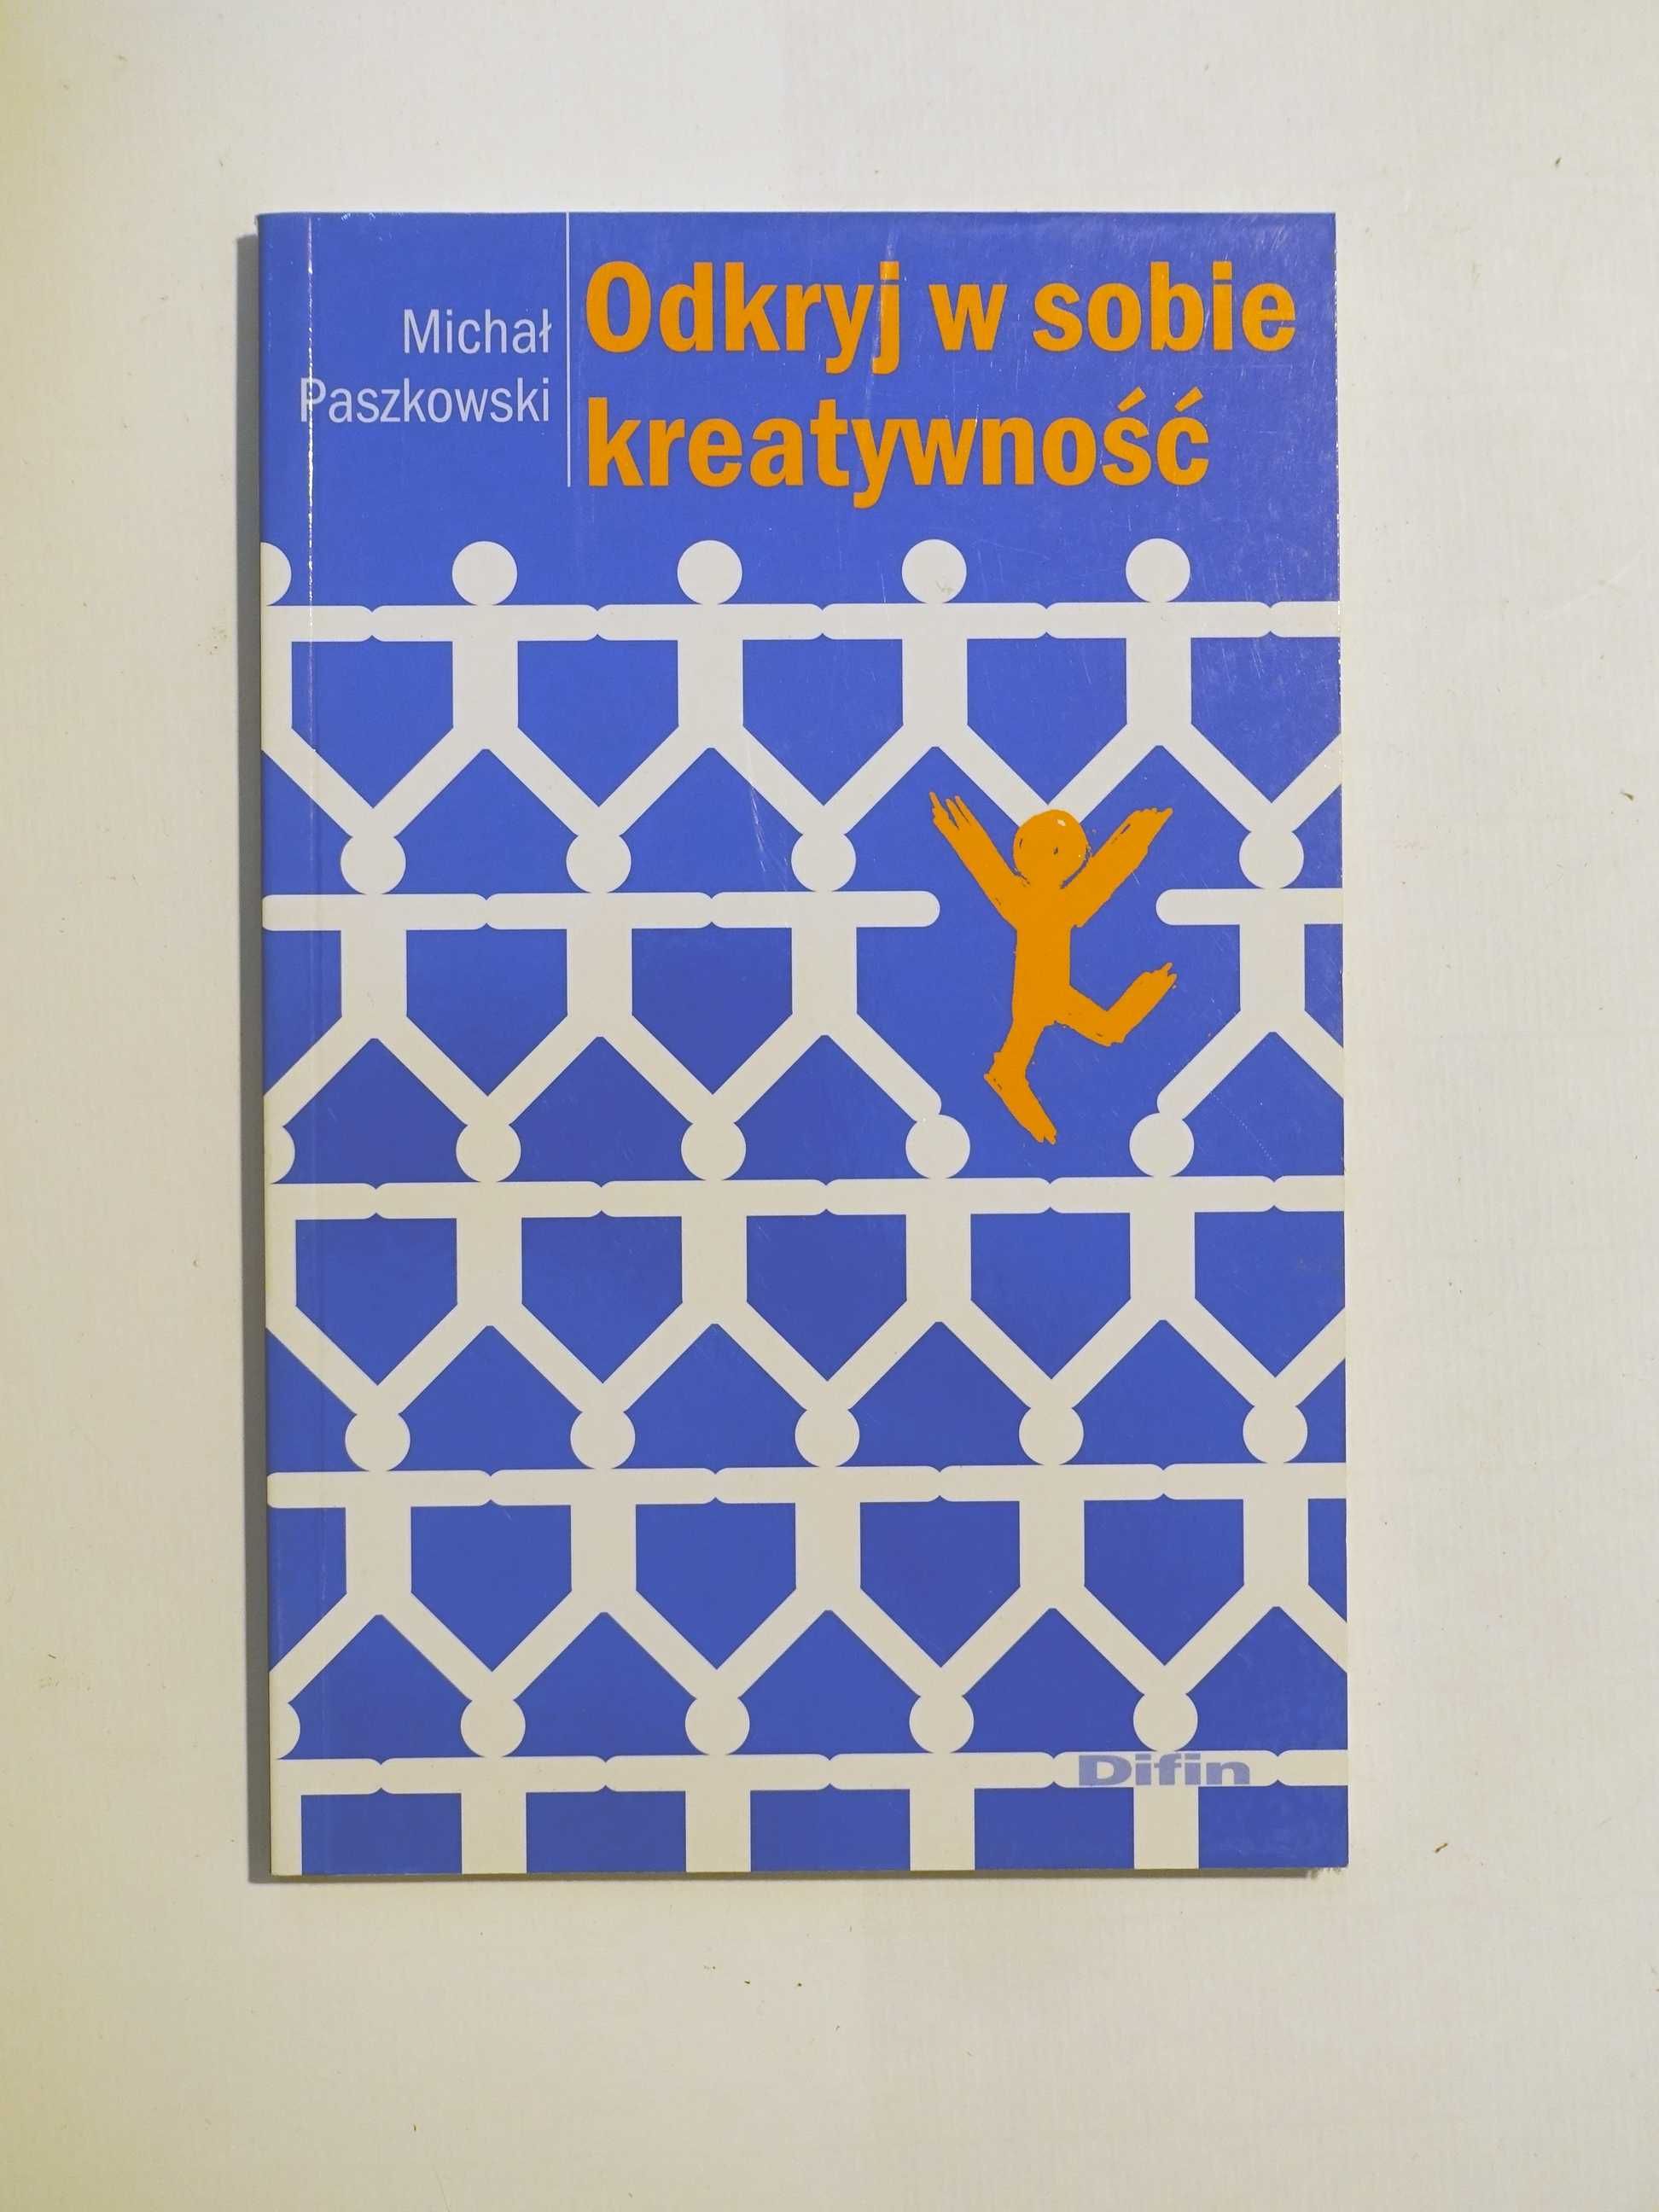 Michał
Paszkowski
Odkryj w sobie
kreatywność
Difin